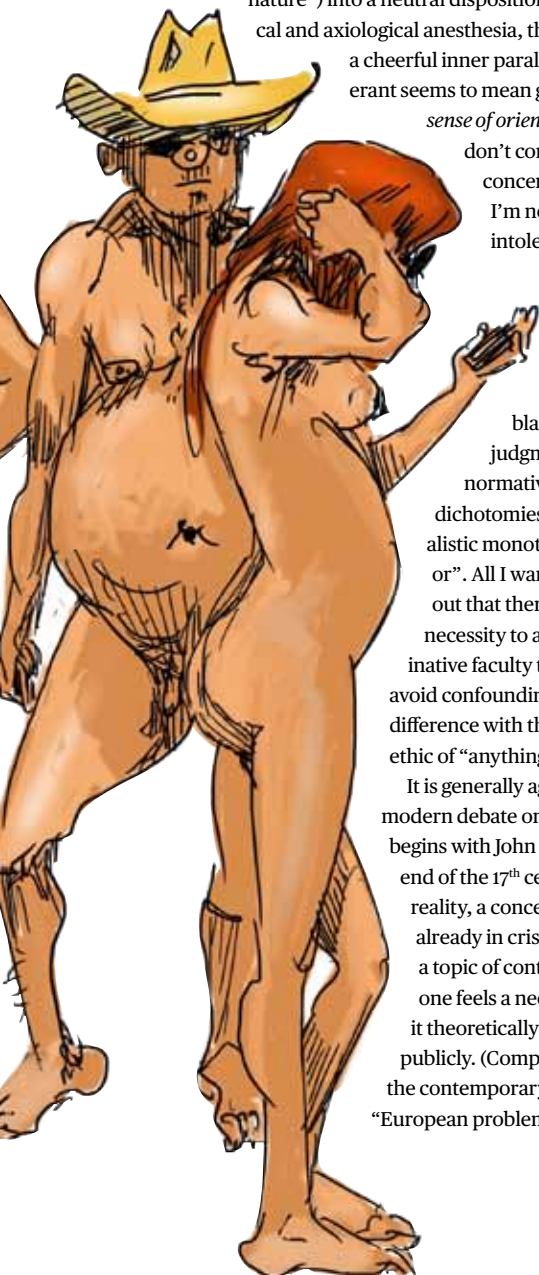 nature”) into a neutral disposition
cal and axiological anesthesia, th
a cheerful inner paral
erant seems to mean g
sense of orien
don’t con
concer
I’m no
intole
bla
judgm
normativ
dichotomies
alistic monot
or”. All I wan
out that ther
necessity to a
inative faculty t
avoid confoundin
difference with th
ethic of “anything
It is generally ag
modern debate on
begins with John
end of the 17th ce
reality, a conce
already in cris
a topic of cont
one feels a nee
it theoretically
publicly. (Comp
the contemporary
“European problem